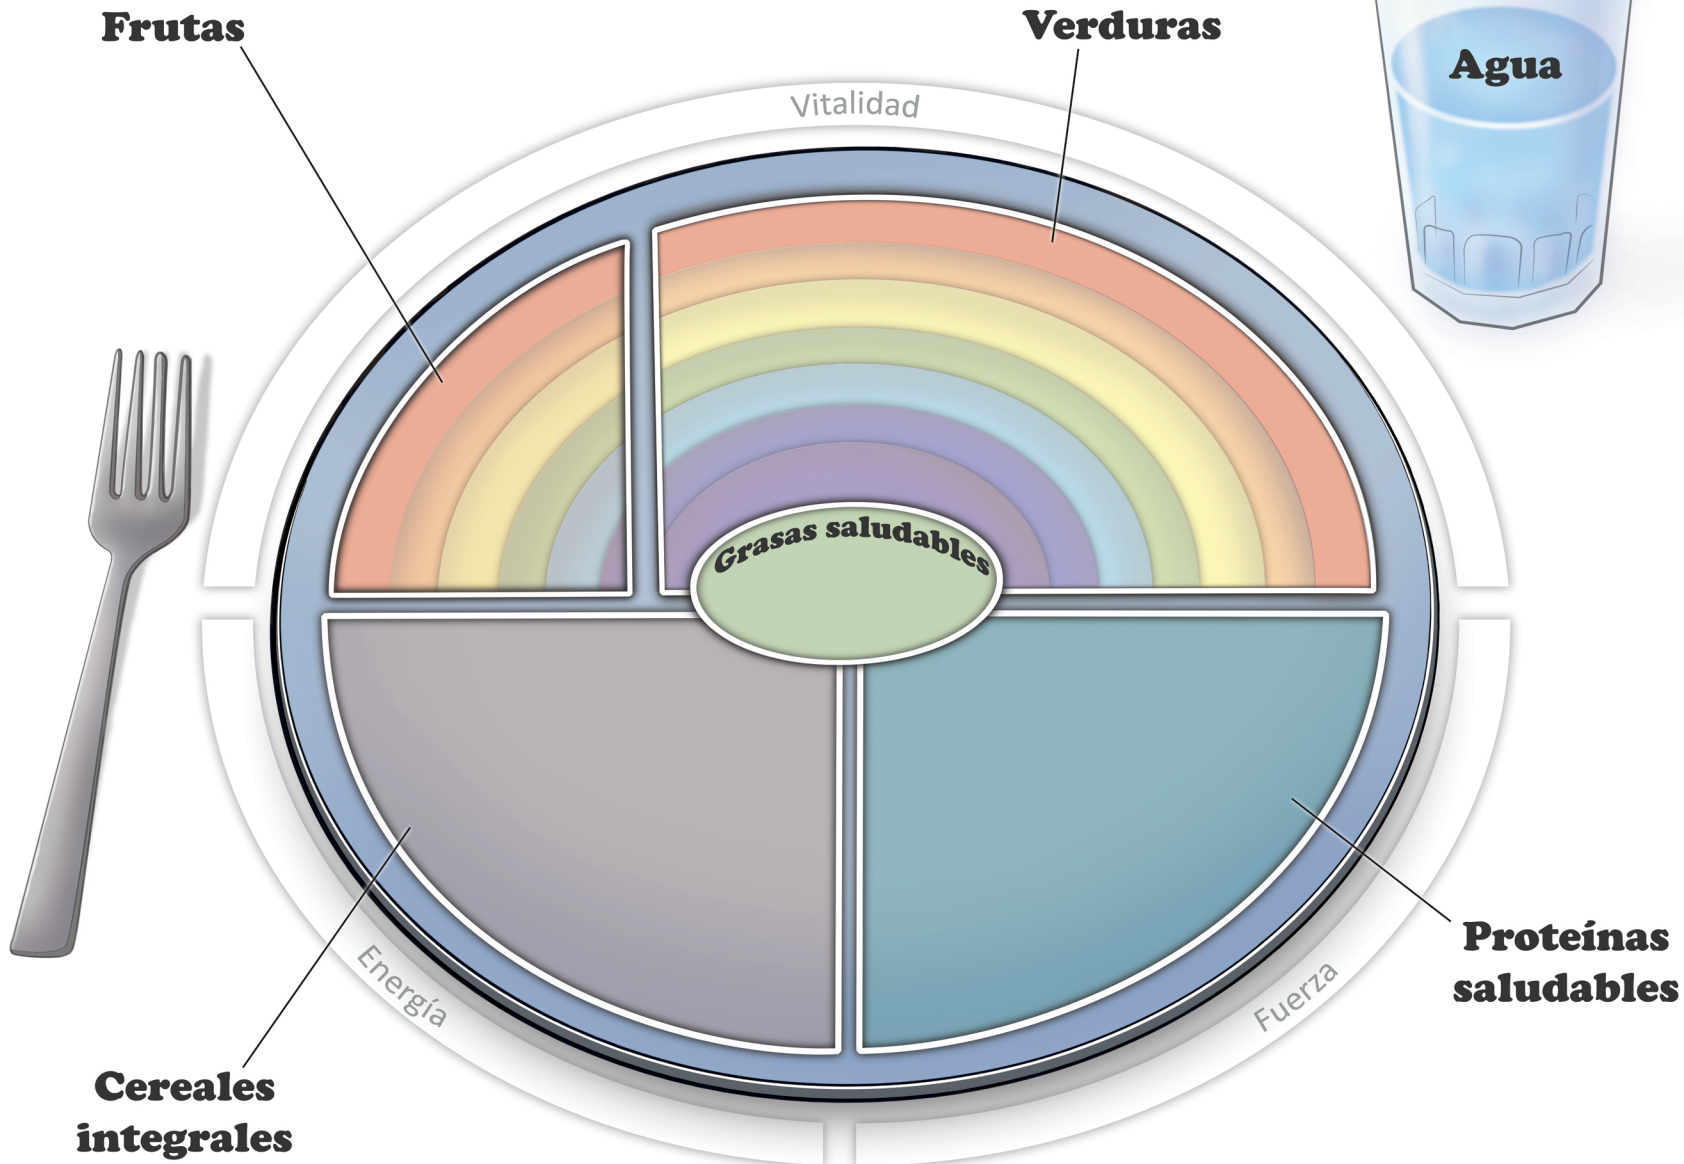 Frutas
Verduras
Agua
Vitalidad
Grasas saludables
Energía
Fuerza
Proteínas
saludables
Cereales
integrales